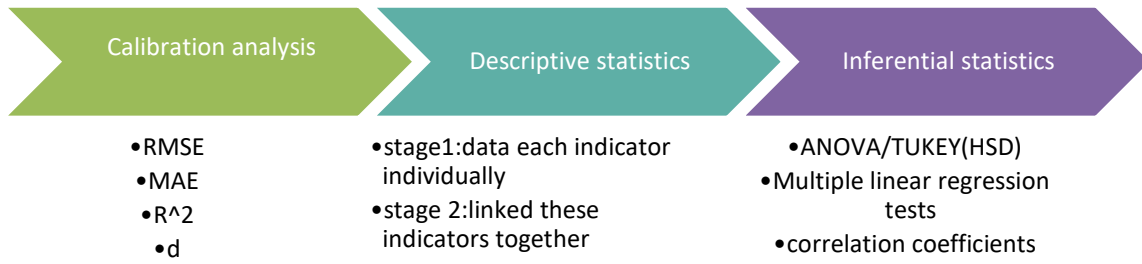 Calibration analysis
•RMSE
•MAE
•R^2
•d
Descriptive statistics
•stage1:data each indicator
individually
•stage 2:linked these
indicators together
Inferential statistics
•ANOVA/TUKEY(HSD)
•Multiple linear regression
tests
•correlation coefficients